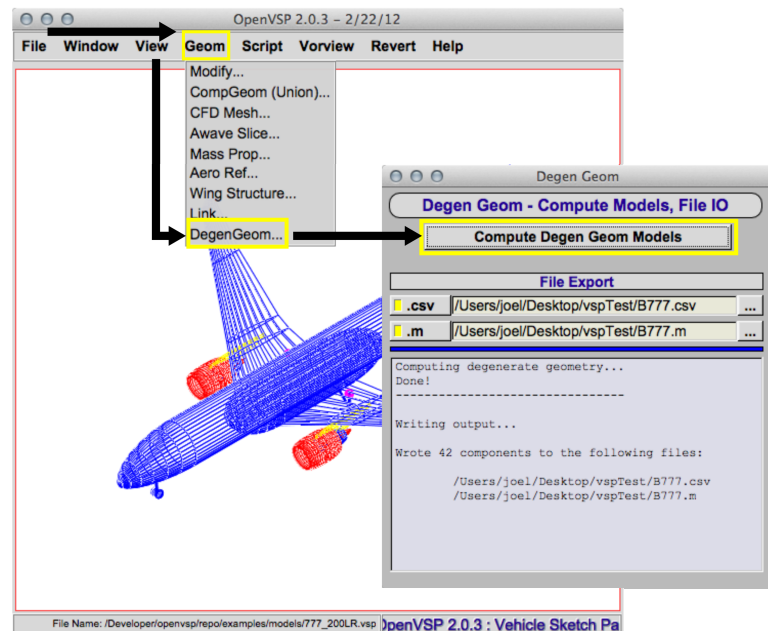 OpenVSP 2.0.3 – 2/22/12
File Window View Geom Script Vorview Revert Help
Modify...
CompGeom (Union)...
CFD Mesh...
Awave Slice...
Mass Prop...
Aero Ref...
Wing Structure...
Link...
DegenGeom...
Degen Geom
Degen Geom - Compute Models, File IO
Compute Degen Geom Models
File Export
.csv /Users/joel/Desktop/vspTest/B777.csv ...
.m /Users/joel/Desktop/vspTest/B777.m ...
Computing degenerate geometry...
Done!
--------------------------------
Writing output...
Wrote 42 components to the following files:
/Users/joel/Desktop/vspTest/B777.csv
/Users/joel/Desktop/vspTest/B777.m
File Name: /Developer/openvsp/repo/examples/models/777_200LR.vsp
OpenVSP 2.0.3 : Vehicle Sketch Pa